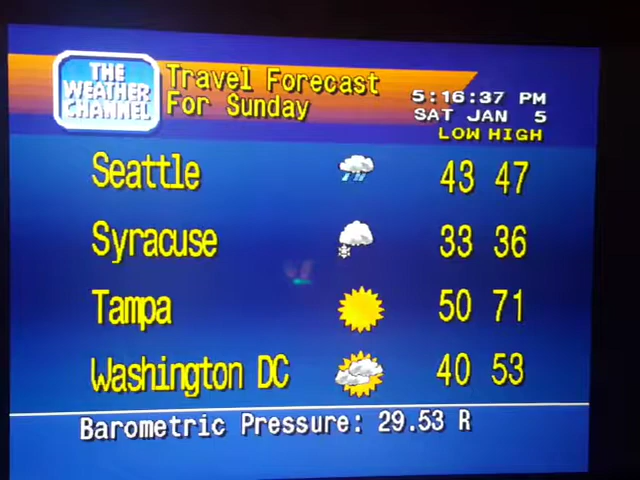 THE
WEATHER
CHANNEL
Travel Forecast
For Sunday
5:16:37 PM
SAT JAN 5
LOW HIGH
Seattle 43 47
Syracuse 33 36
Tampa 50 71
Washington DC 40 53
Barometric Pressure: 29.53 R